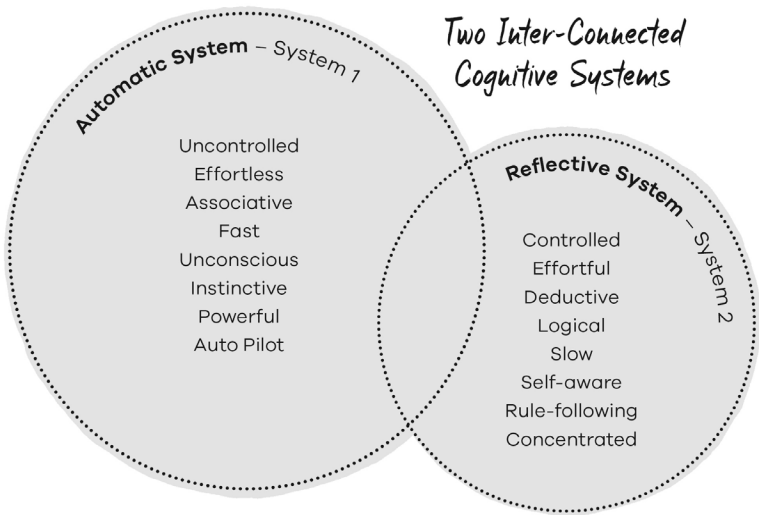 Two Inter-Connected
Cognitive Systems
Automatic System – System 1
Uncontrolled
Effortless
Associative
Fast
Unconscious
Instinctive
Powerful
Auto Pilot
Reflective System – System 2
Controlled
Effortful
Deductive
Logical
Slow
Self-aware
Rule-following
Concentrated